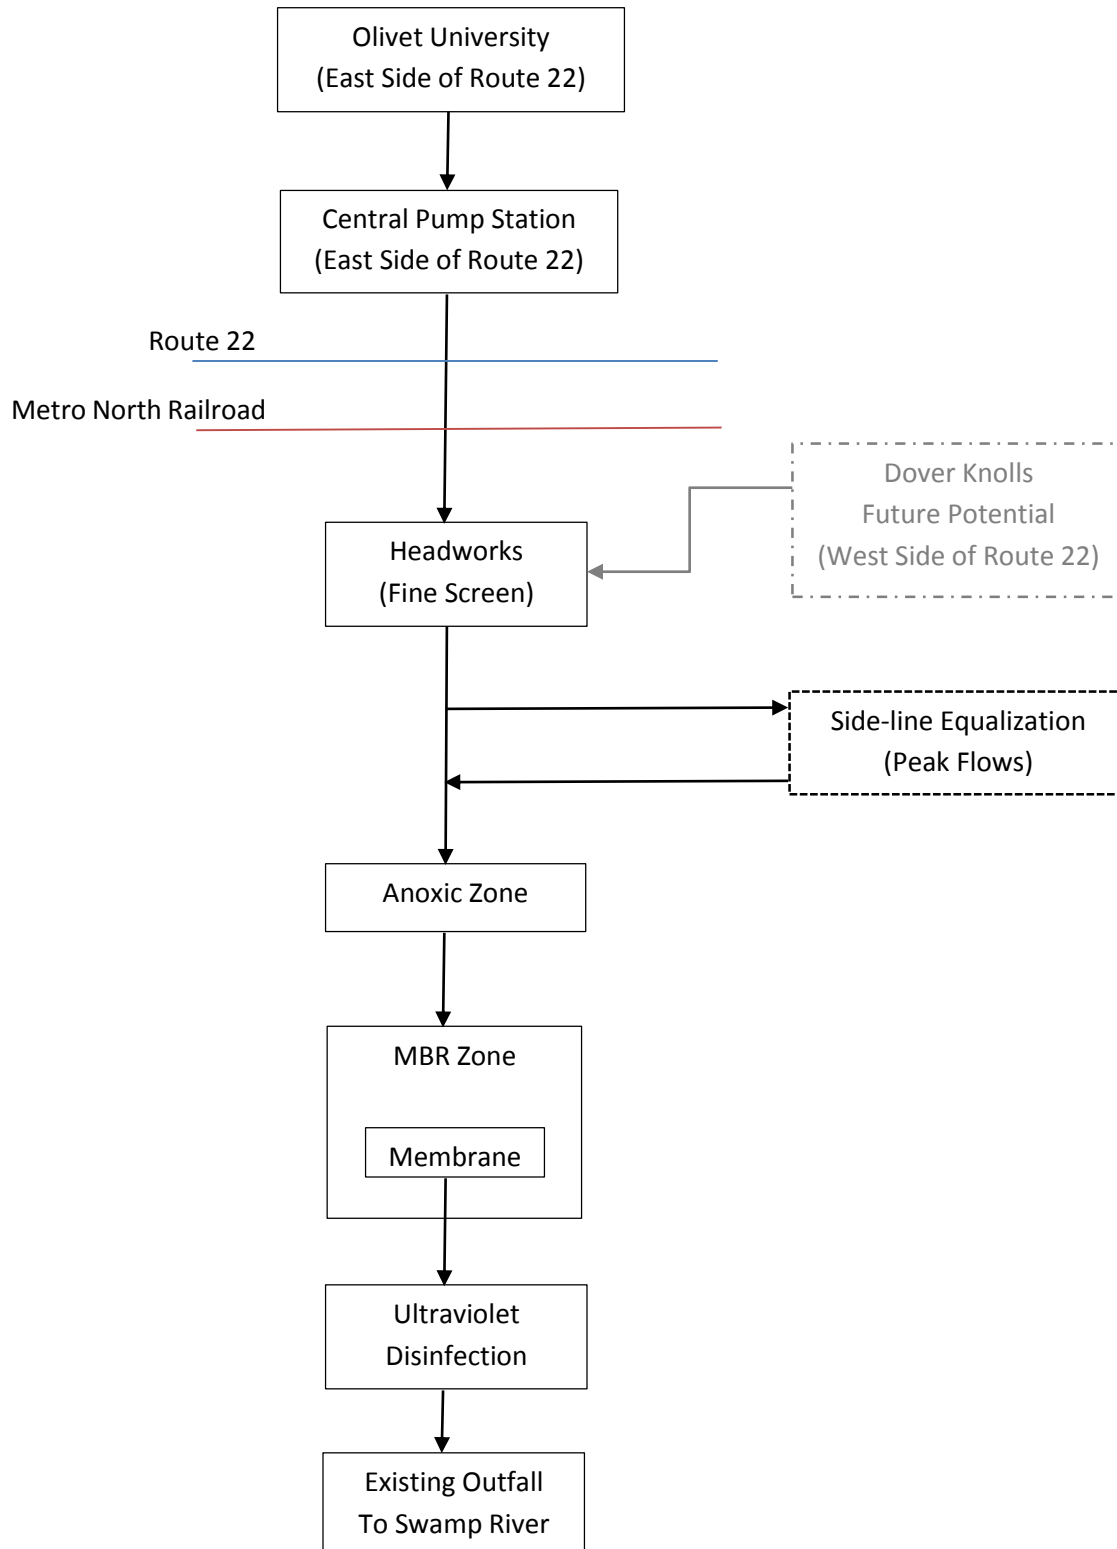 Olivet University
(East Side of Route 22)
Central Pump Station
(East Side of Route 22)
Route 22
Metro North Railroad
Dover Knolls
Future Potential
(West Side of Route 22)
Headworks
(Fine Screen)
Side-line Equalization
(Peak Flows)
Anoxic Zone
MBR Zone
Membrane
Ultraviolet
Disinfection
Existing Outfall
To Swamp River